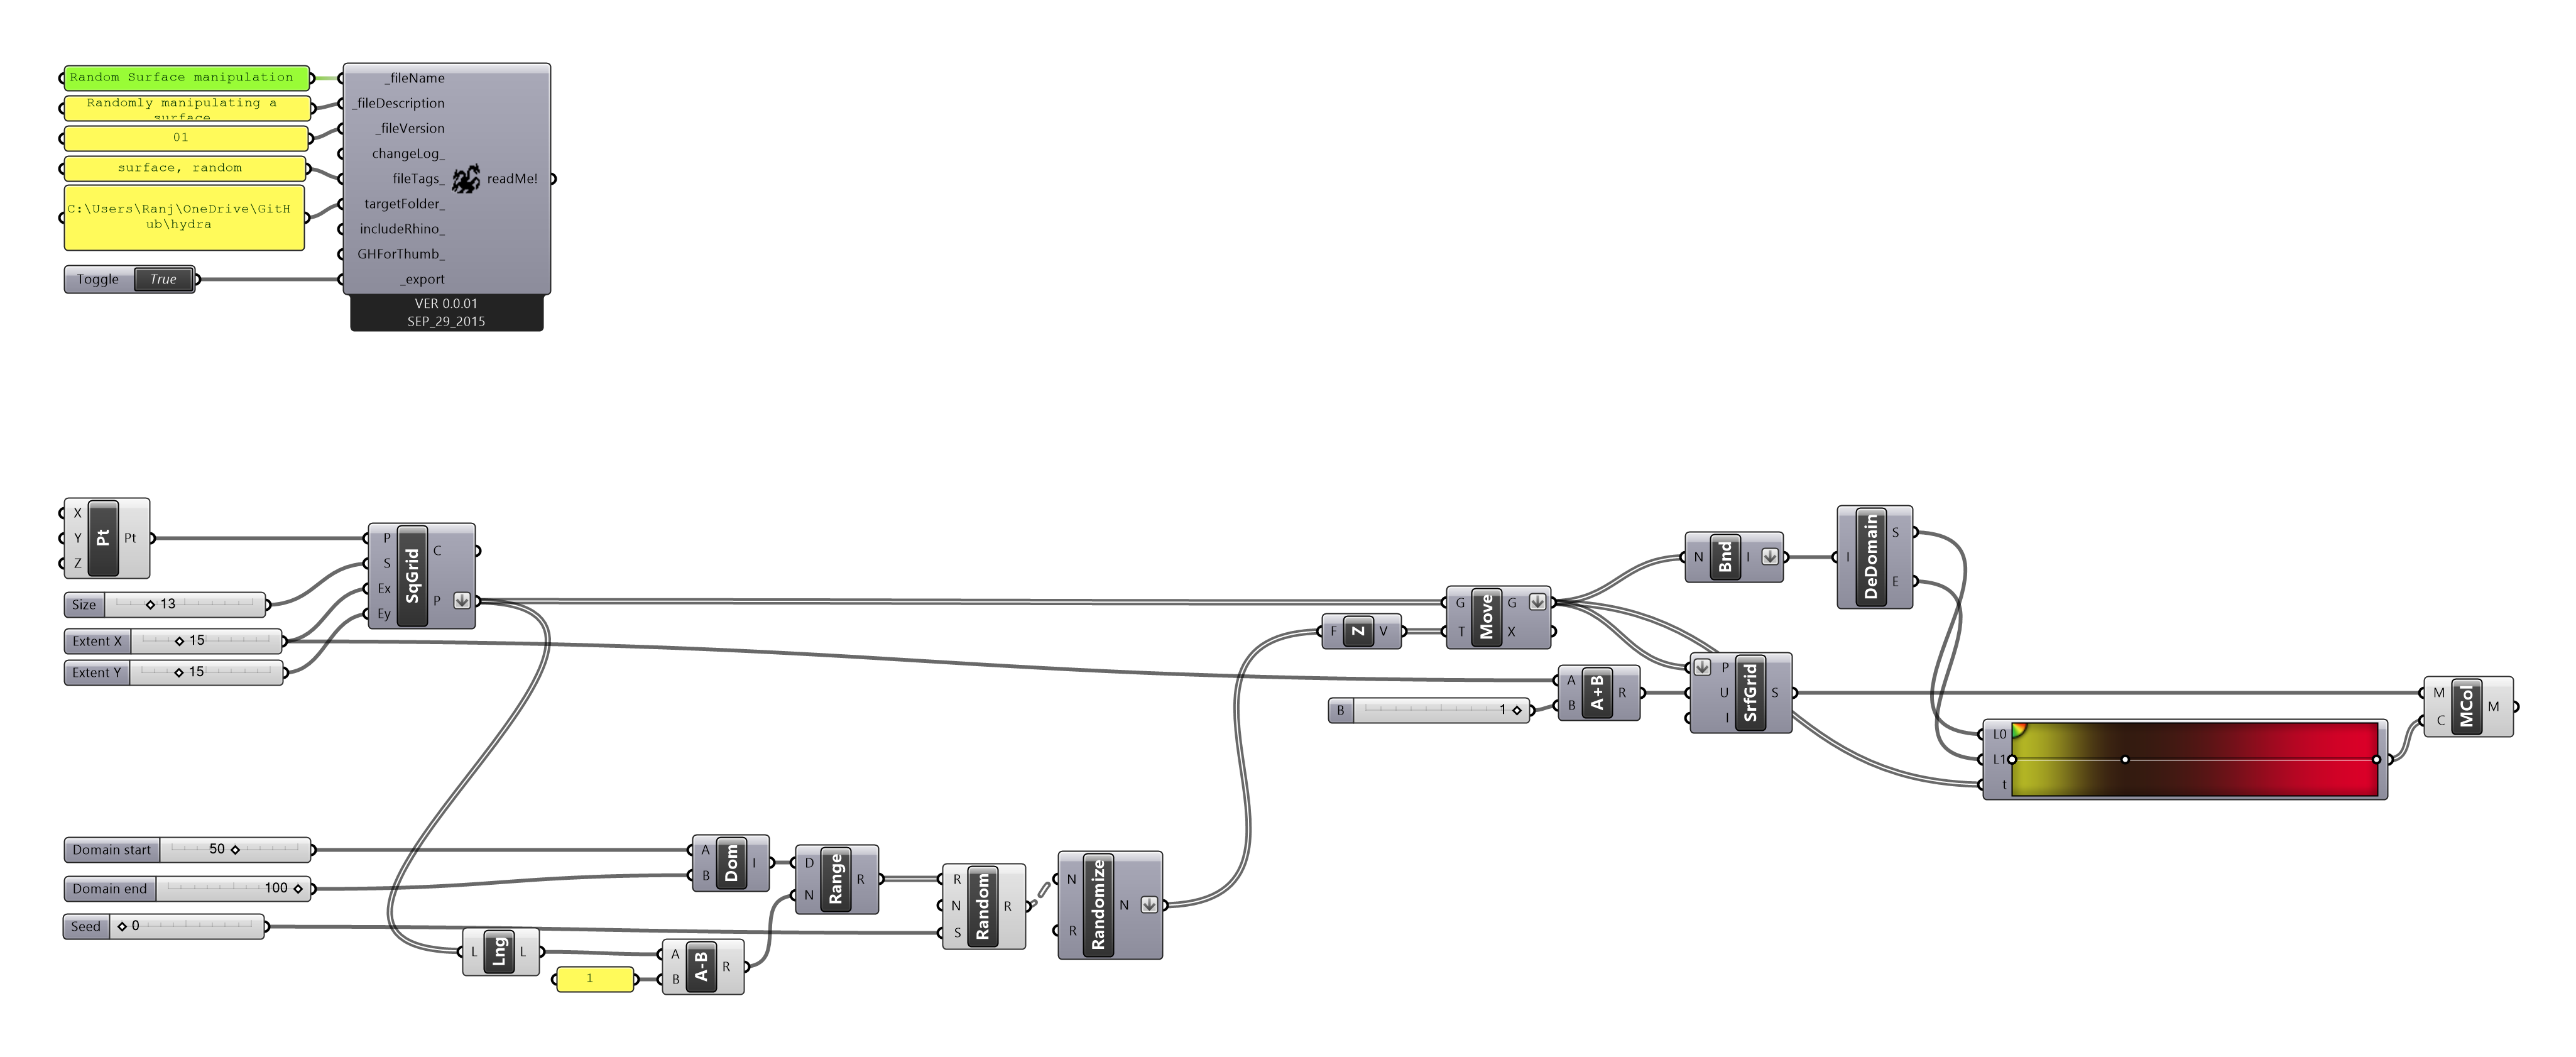 Random Surface manipulation
Randomly manipulating a
surface
01
surface, random
C:\Users\Ranj\OneDrive\GitH
ub\hydra
Toggle True
_fileName
_fileDescription
_fileVersion
changeLog_
fileTags_
targetFolder_
includeRhino_
GHForThumb_
_export
readMe!
VER 0.0.01
SEP_29_2015
X
Y
Z
Pt
Pt
Size 13
Extent X 15
Extent Y 15
P
S
Ex
Ey
SqGrid
C
P
Domain start 50
Domain end 100
Seed 0
L Lng L
1
A
B
A-B
R
A
B
Dom
I
D
N
Range
R
R
N
S
Random
R
N
R
Randomize
N
F Z V
G
T
Move
G
X
B 1
A
B
A+B
R
N Bnd I
P
U
I
SrfGrid
S
I
DeDomain
S
E
L0
L1
t
M
C
MCol
M